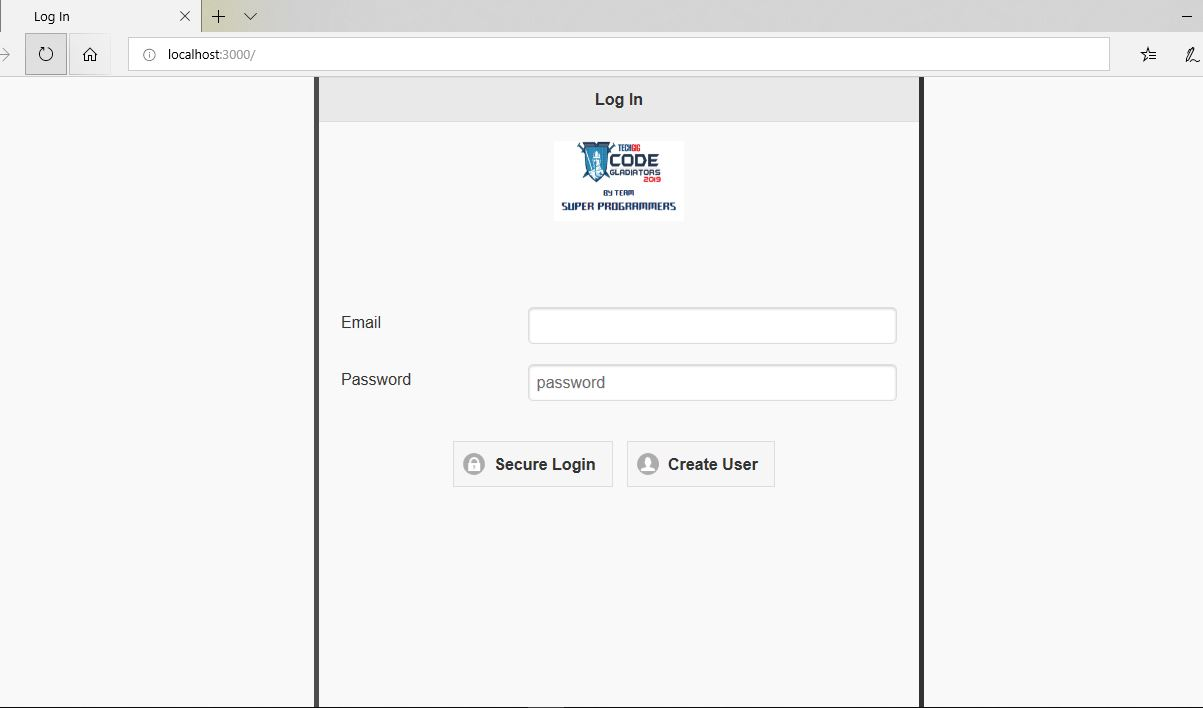 Log In
localhost:3000/
Log In
TECHGIG
CODE
GLADIATORS
2019
BY TEAM
SUPER PROGRAMMERS
Email
Password
password
Secure Login
Create User